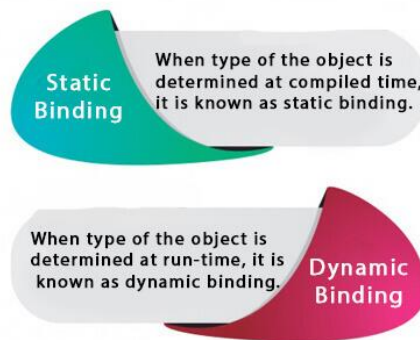 Static
Binding
When type of the object is
determined at compiled time,
it is known as static binding.
When type of the object is
determined at run-time, it is
known as dynamic binding.
Dynamic
Binding